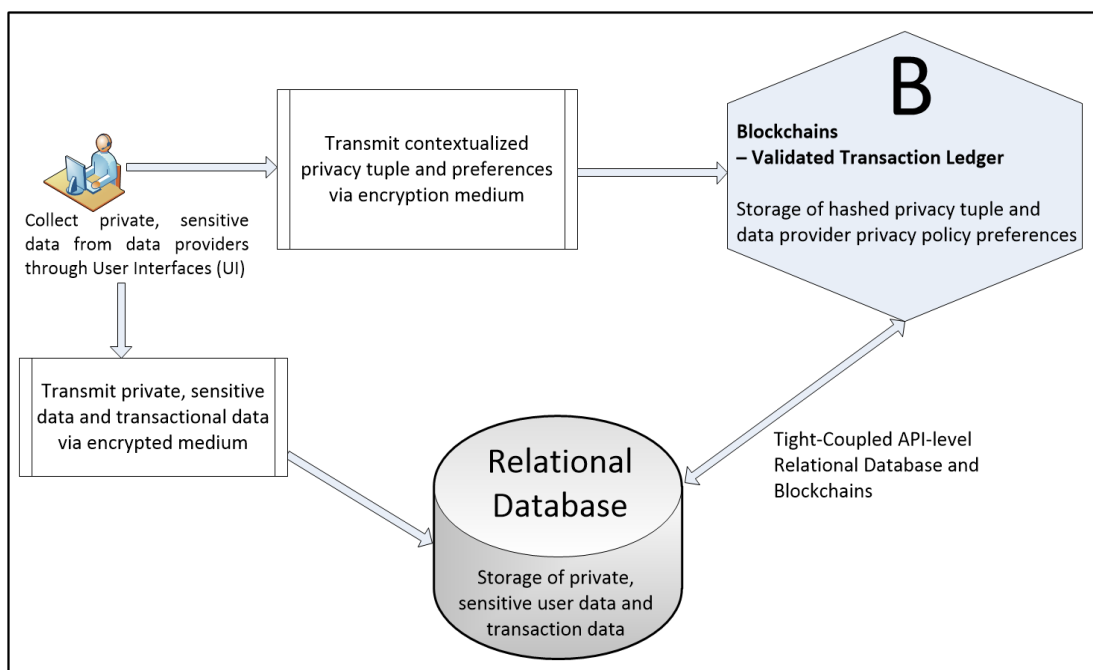 B
Blockchains
– Validated Transaction Ledger
Storage of hashed privacy tuple and
data provider privacy policy preferences
Transmit contextualized
privacy tuple and preferences
via encryption medium
Collect private, sensitive
data from data providers
through User Interfaces (UI)
Transmit private, sensitive
data and transactional data
via encrypted medium
Tight-Coupled API-level
Relational Database and
Blockchains
Relational
Database
Storage of private,
sensitive user data and
transaction data